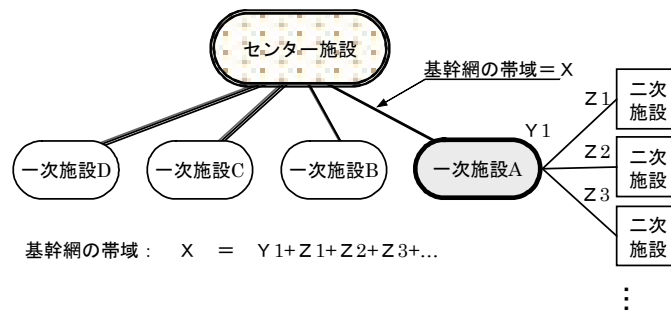 センター施設
基幹網の帯域＝Ｘ
Ｚ1
二次
施設
Ｙ1
一次施設D
一次施設C
一次施設B
一次施設A
Ｚ2
二次
施設
Ｚ3
二次
施設
基幹網の帯域： Ｘ ＝ Ｙ1+Ｚ1+Ｚ2+Ｚ3+...
⋮